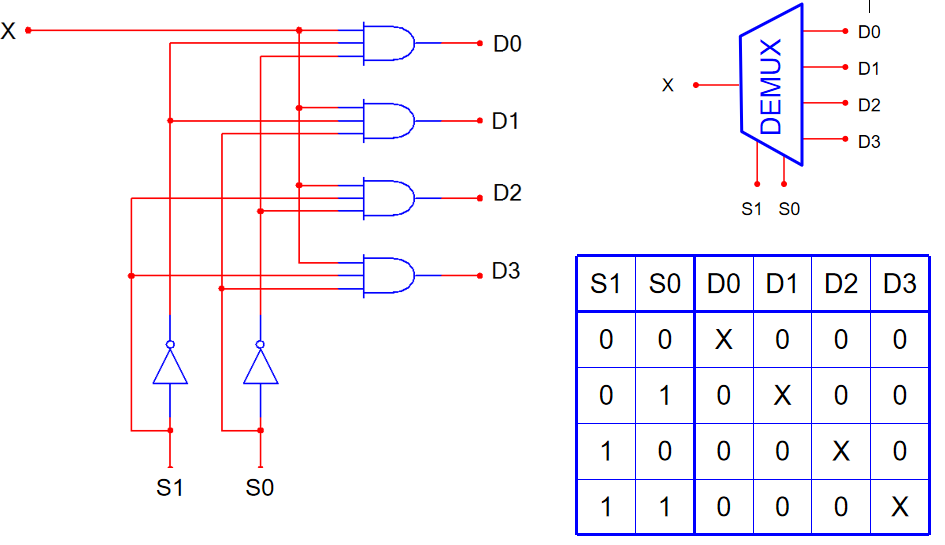 X
D0
D1
D2
D3
S1 S0
DEMUX
X
D0
D1
D2
D3
S1 S0
S1 S0 D0 D1 D2 D3
0 0 X 0 0 0
0 1 0 X 0 0
1 0 0 0 X 0
1 1 0 0 0 X